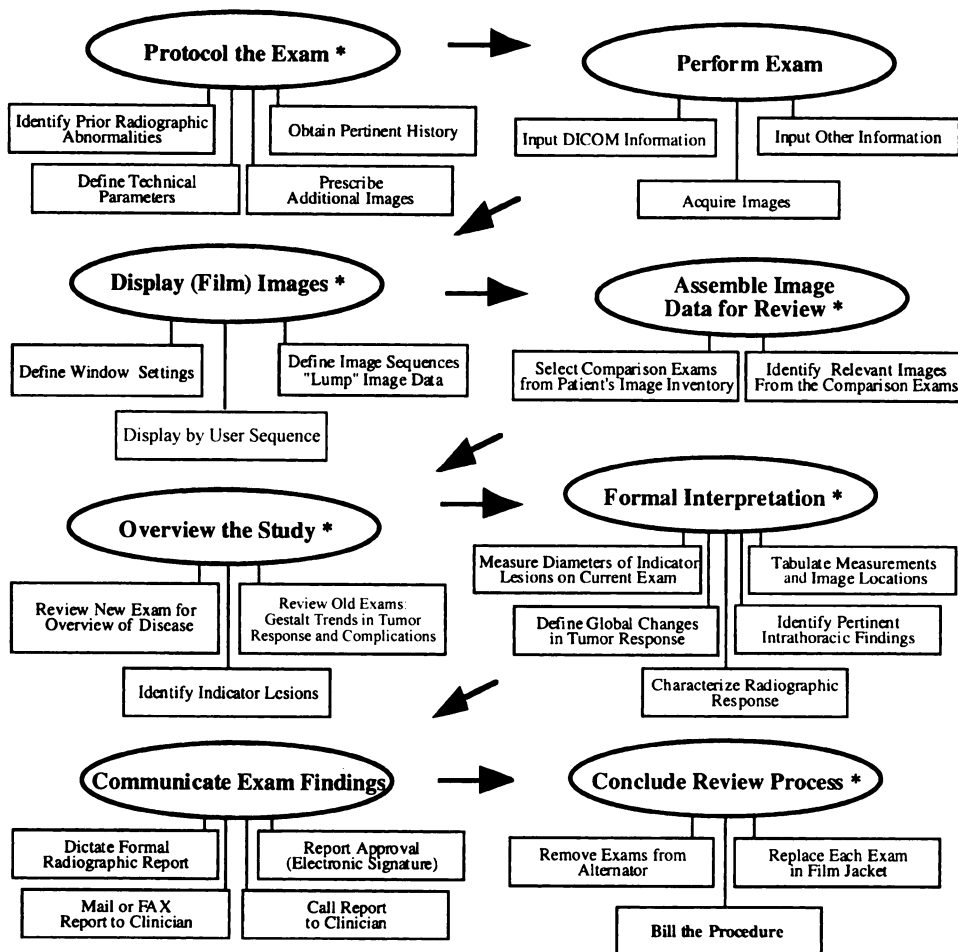 Protocol the Exam *
Identify Prior Radiographic
Abnormalities
Obtain Pertinent History
Define Technical
Parameters
Prescribe
Additional Images
Perform Exam
Input DICOM Information
Input Other Information
Acquire Images
Display (Film) Images *
Define Window Settings
Define Image Sequences
"Lump" Image Data
Display by User Sequence
Assemble Image
Data for Review *
Select Comparison Exams
from Patient's Image Inventory
Identify Relevant Images
From the Comparison Exams
Overview the Study *
Review New Exam for
Overview of Disease
Review Old Exams:
Gestalt Trends in Tumor
Response and Complications
Identify Indicator Lesions
Formal Interpretation *
Measure Diameters of Indicator
Lesions on Current Exam
Tabulate Measurements
and Image Locations
Define Global Changes
in Tumor Response
Identify Pertinent
Intrathoracic Findings
Characterize Radiographic
Response
Communicate Exam Findings
Dictate Formal
Radiographic Report
Report Approval
(Electronic Signature)
Mail or FAX
Report to Clinician
Call Report
to Clinician
Conclude Review Process *
Remove Exams from
Alternator
Replace Each Exam
in Film Jacket
Bill the Procedure